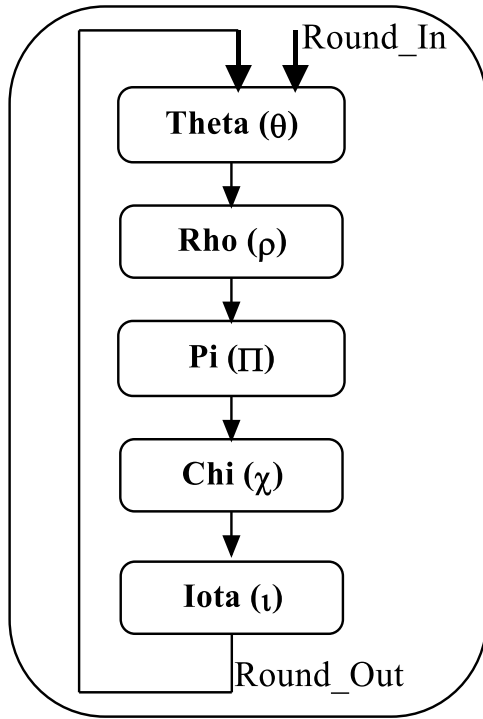 Round_In
Theta (θ)
Rho (ρ)
Pi (Π)
Chi (χ)
Iota (ι)
Round_Out